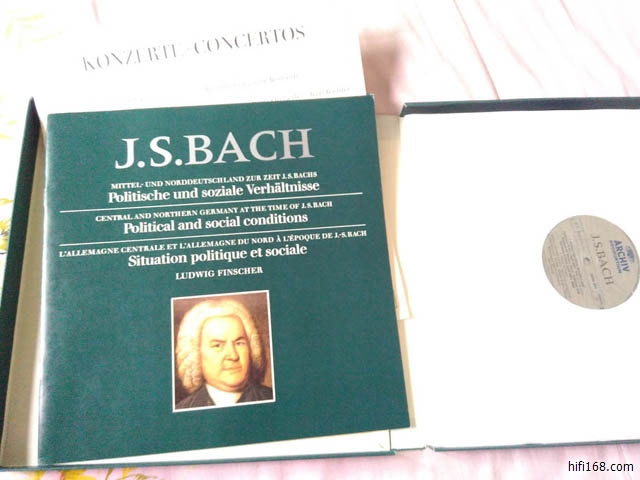 KONZERTE · CONCERTOS
J.S.BACH
MITTEL- UND NORDDEUTSCHLAND ZUR ZEIT J.S. BACHS
Politische und soziale Verhältnisse
CENTRAL AND NORTHERN GERMANY AT THE TIME OF J.S. BACH
Political and social conditions
L'ALLEMAGNE CENTRALE ET L'ALLEMAGNE DU NORD À L'ÉPOQUE DE J.-S. BACH
Situation politique et sociale
LUDWIG FINSCHER
ARCHIV
PRODUKTION
J.S.BACH
hifi168.com